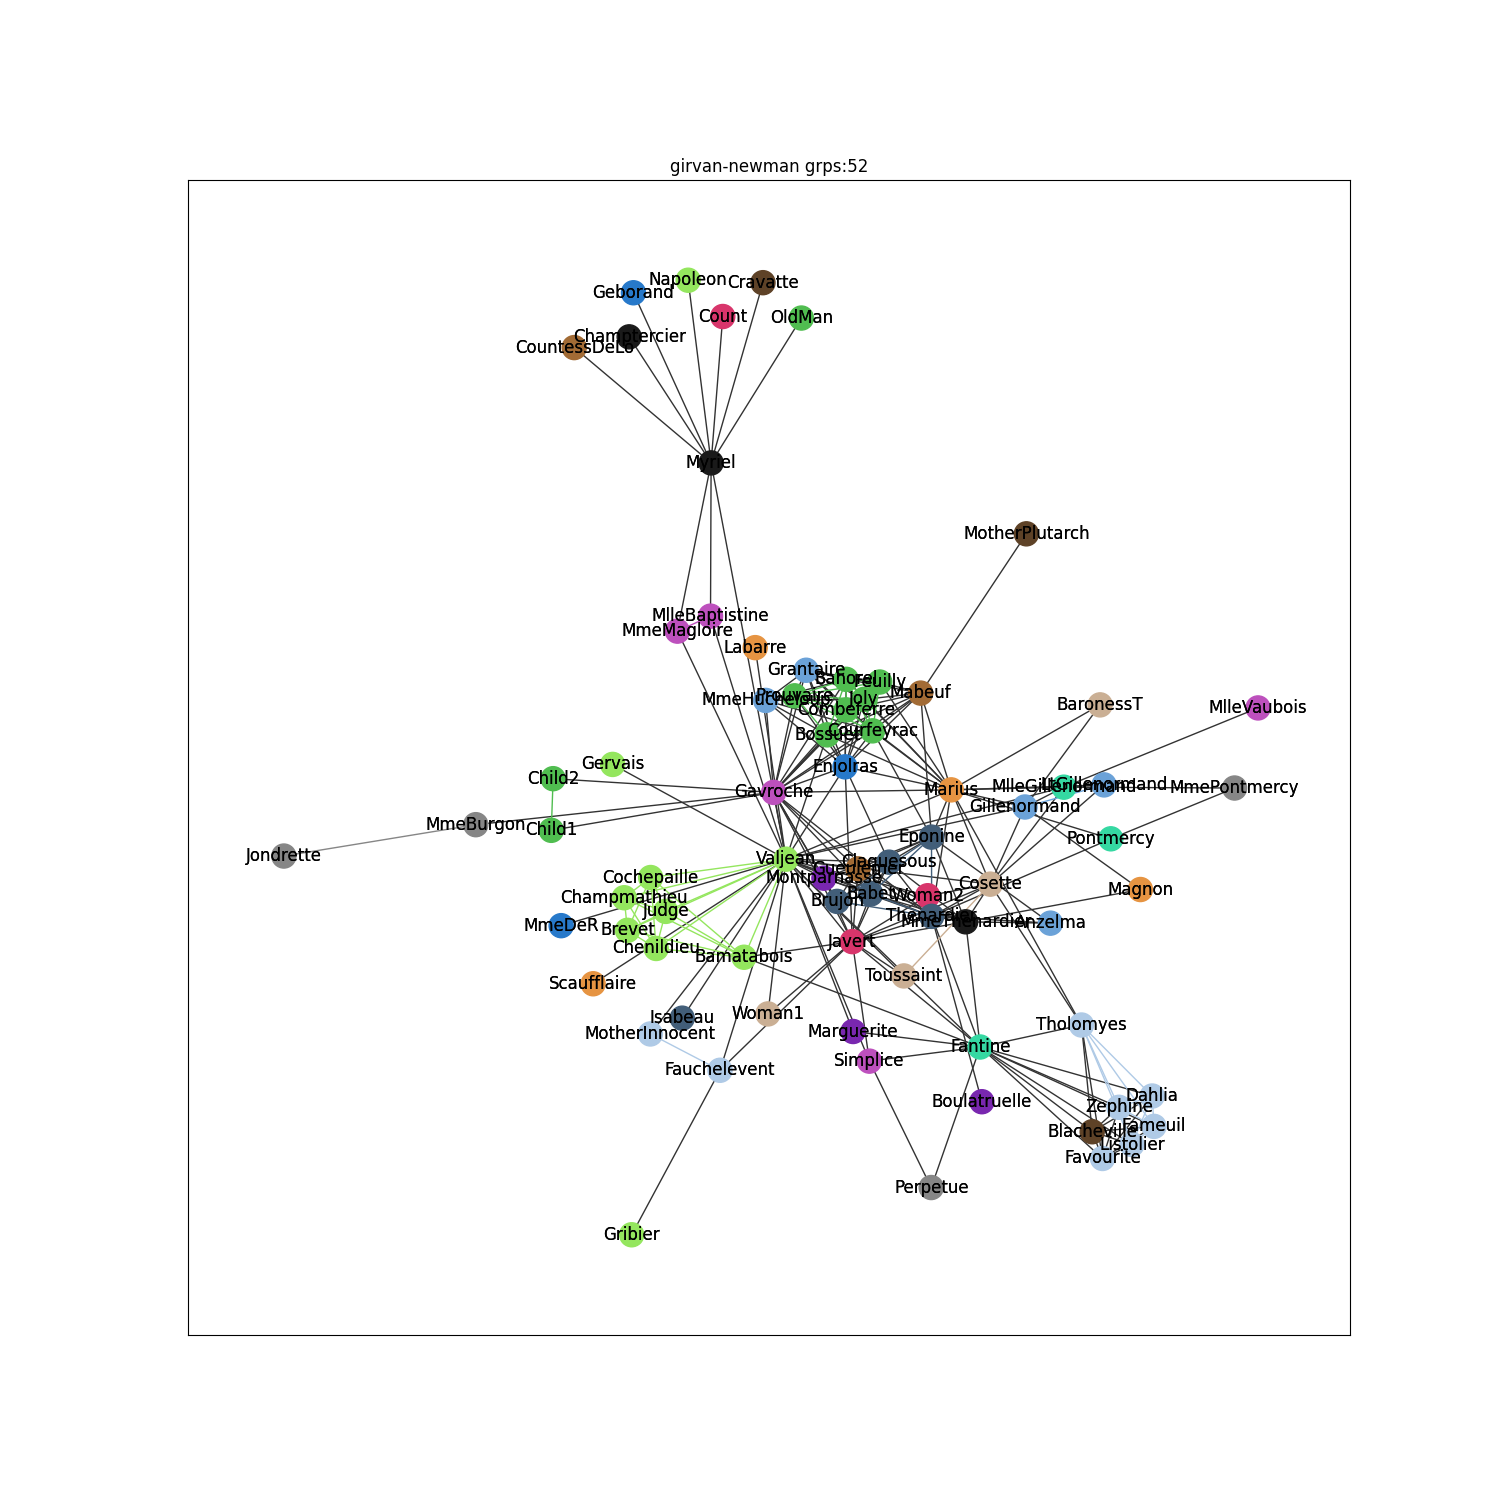 girvan-newman grps:52
Napoleon
Cravatte
Geborand
Count
OldMan
Champtercier
CountessDeLo
Myriel
MotherPlutarch
MlleBaptistine
MmeMagloire
Labarre
Grantaire
Bahorel
Feuilly
Mabeuf
Prouvaire
Joly
MmeHucheloup
Combeferre
BaronessT
MlleVaubois
Courfeyrac
Bossuet
Gervais
Enjolras
Child2
Gavroche
Marius
MlleGillenormand
LtGillenormand
MmePontmercy
Gillenormand
MmeBurgon
Child1
Eponine
Pontmercy
Jondrette
Valjean
Claquesous
Gueulemer
Cochepaille
Montparnasse
Cosette
Magnon
Champmathieu
Babet
Woman2
Brujon
Judge
Thenardier
MmeThenardier
Anzelma
MmeDeR
Brevet
Javert
Chenildieu
Bamatabois
Toussaint
Scaufflaire
Isabeau
Woman1
Tholomyes
MotherInnocent
Marguerite
Fantine
Simplice
Fauchelevent
Dahlia
Boulatruelle
Zephine
Fameuil
Blacheville
Listolier
Favourite
Perpetue
Gribier